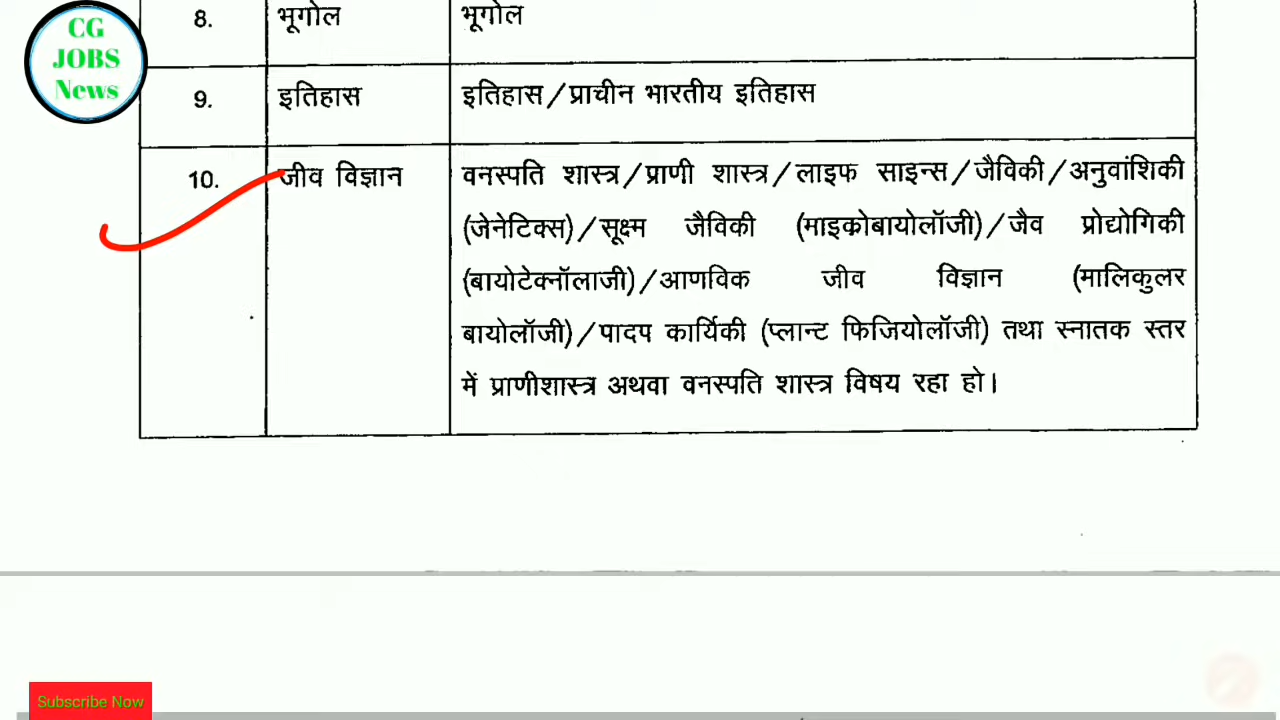 CG
JOBS
News
8. भूगोल भूगोल
9. इतिहास इतिहास/प्राचीन भारतीय इतिहास
10. जीव विज्ञान वनस्पति शास्त्र/प्राणी शास्त्र/लाइफ साइन्स/जैविकी/अनुवांशिकी
(जेनेटिक्स)/सूक्ष्म जैविकी (माइक्रोबायोलॉजी)/जैव प्रोद्योगिकी
(बायोटेक्नॉलाजी)/आणविक जीव विज्ञान (मालिकुलर
बायोलॉजी)/पादप कार्यिकी (प्लान्ट फिजियोलॉजी) तथा स्नातक स्तर
में प्राणीशास्त्र अथवा वनस्पति शास्त्र विषय रहा हो।
Subscribe Now